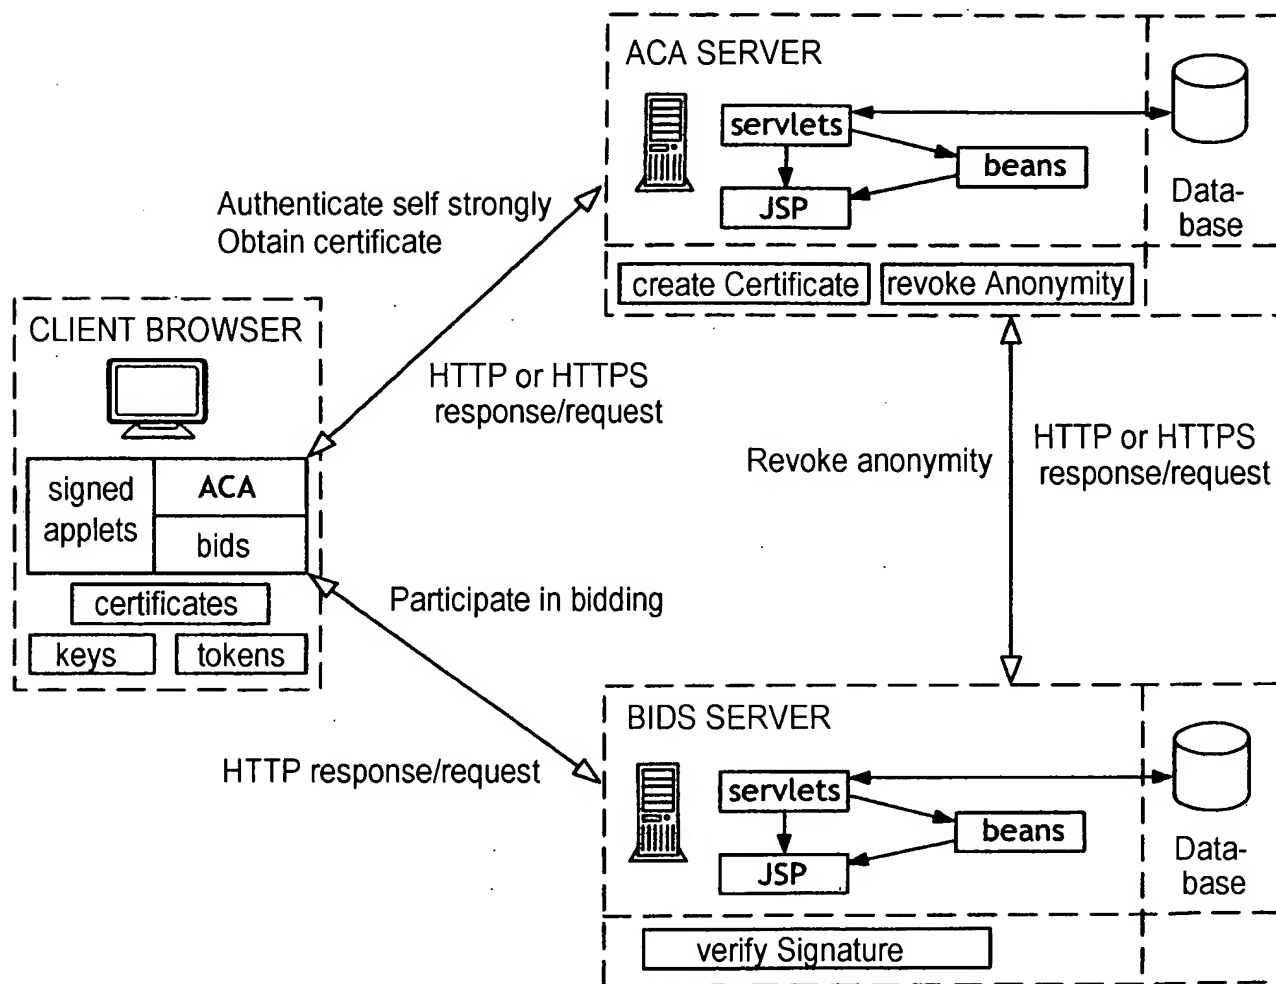 ACA SERVER
servlets
beans
JSP
Data-
base
create Certificate
revoke Anonymity
Authenticate self strongly
Obtain certificate
HTTP or HTTPS
response/request
CLIENT BROWSER
signed
applets
ACA
bids
certificates
keys
tokens
Revoke anonymity
HTTP or HTTPS
response/request
Participate in bidding
HTTP response/request
BIDS SERVER
servlets
beans
JSP
Data-
base
verify Signature